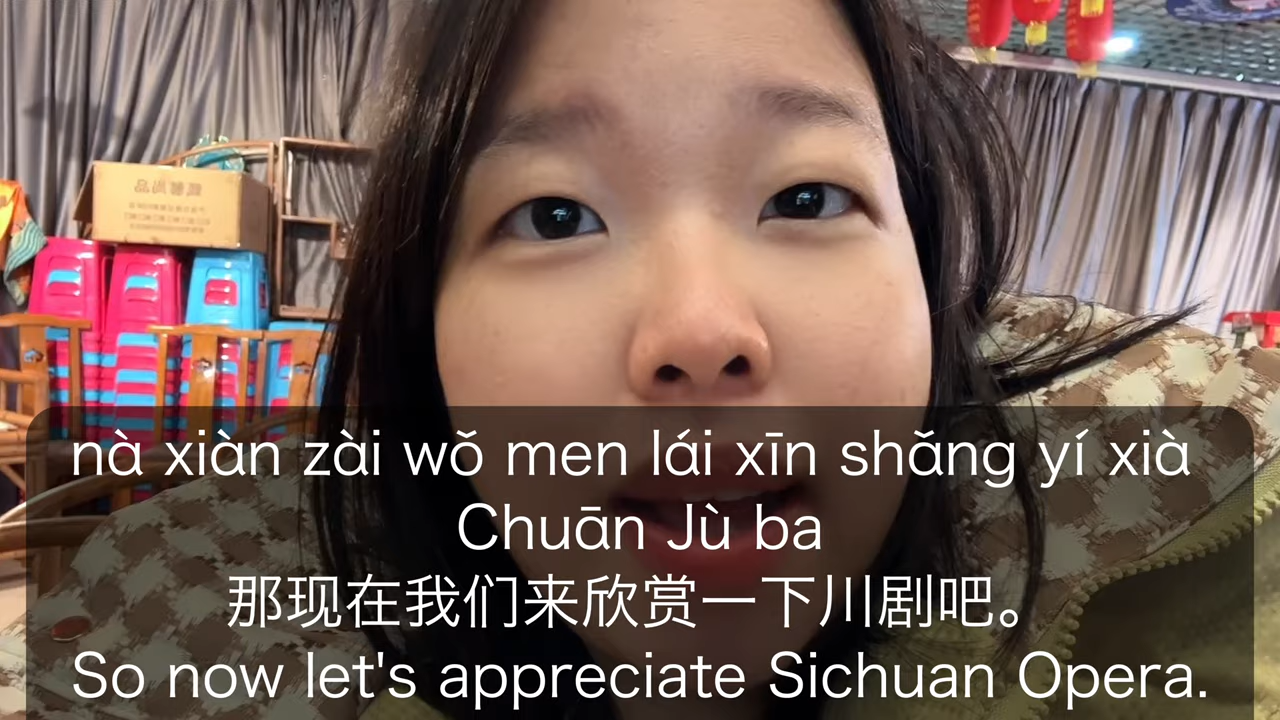 nà xiàn zài wǒ men lái xīn shǎng yí xià
Chuān Jù ba
那现在我们来欣赏一下川剧吧。
So now let's appreciate Sichuan Opera.